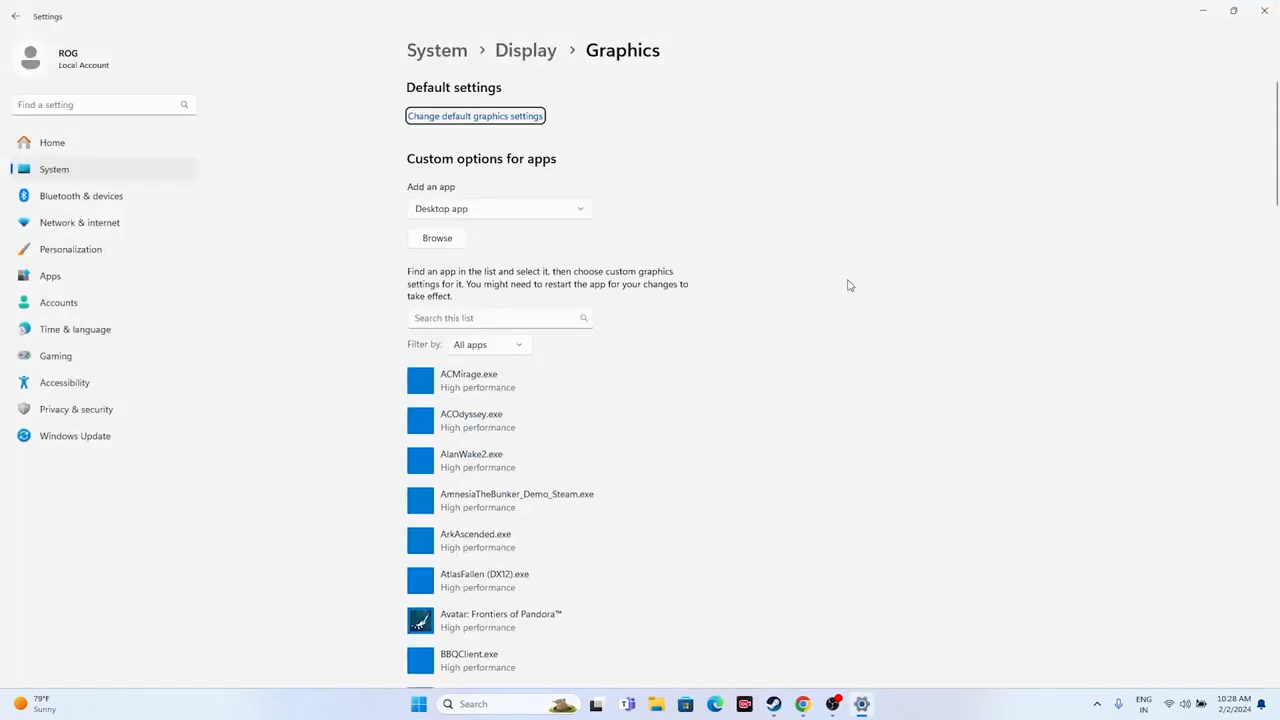 Settings
ROG
Local Account
Find a setting
Home
System
Bluetooth & devices
Network & internet
Personalization
Apps
Accounts
Time & language
Gaming
Accessibility
Privacy & security
Windows Update
System > Display > Graphics
Default settings
Change default graphics settings
Custom options for apps
Add an app
Desktop app
Browse
Find an app in the list and select it, then choose custom graphics
settings for it. You might need to restart the app for your changes to
take effect.
Search this list
Filter by: All apps
ACMirage.exe
High performance
ACOdyssey.exe
High performance
AlanWake2.exe
High performance
AmnesiaTheBunker_Demo_Steam.exe
High performance
ArkAscended.exe
High performance
AtlasFallen (DX12).exe
High performance
Avatar: Frontiers of Pandora™
High performance
BBQClient.exe
High performance
79°F
Sunny
Search
ENG
IN
10:28 AM
2/2/2024